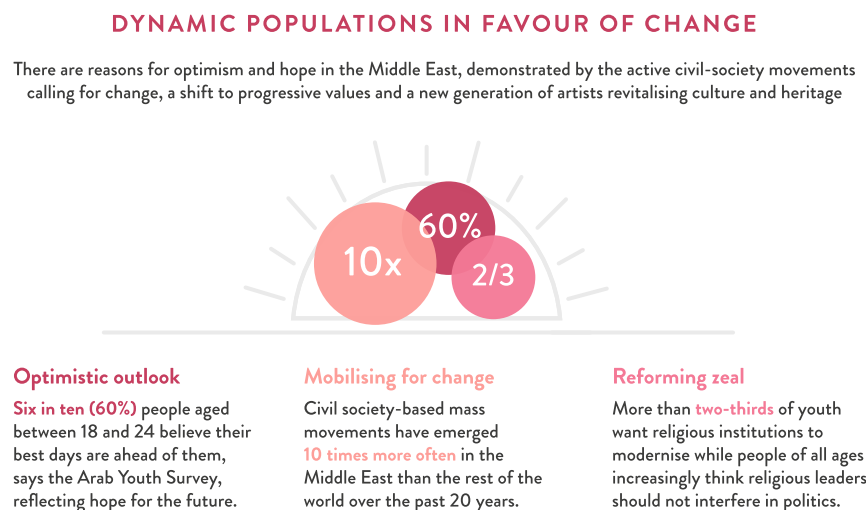 DYNAMIC POPULATIONS IN FAVOUR OF CHANGE
There are reasons for optimism and hope in the Middle East, demonstrated by the active civil-society movements
calling for change, a shift to progressive values and a new generation of artists revitalising culture and heritage
60%
10x
2/3
Optimistic outlook
Six in ten (60%) people aged
between 18 and 24 believe their
best days are ahead of them,
says the Arab Youth Survey,
reflecting hope for the future.
Mobilising for change
Civil society-based mass
movements have emerged
10 times more often in the
Middle East than the rest of the
world over the past 20 years.
Reforming zeal
More than two-thirds of youth
want religious institutions to
modernise while people of all ages
increasingly think religious leaders
should not interfere in politics.